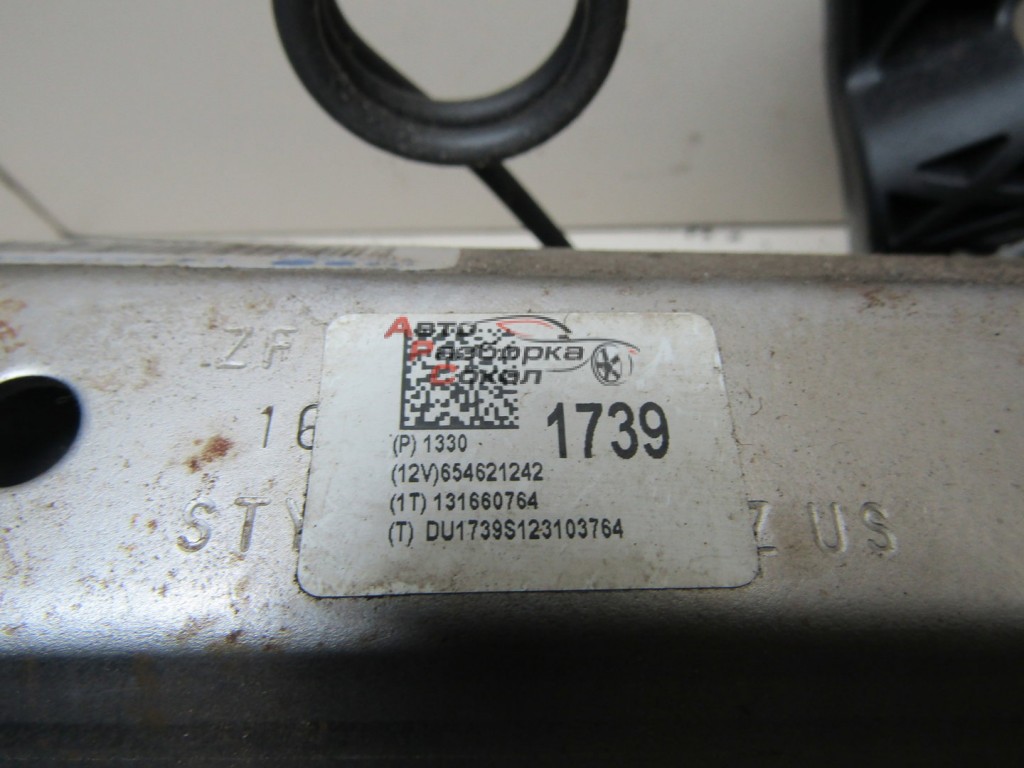 ZF
Авто
Разборка
Сокол
16
1739
(P) 1330
(12V)654621242
(1T) 131660764
(T) DU1739S123103764
STY
Z US